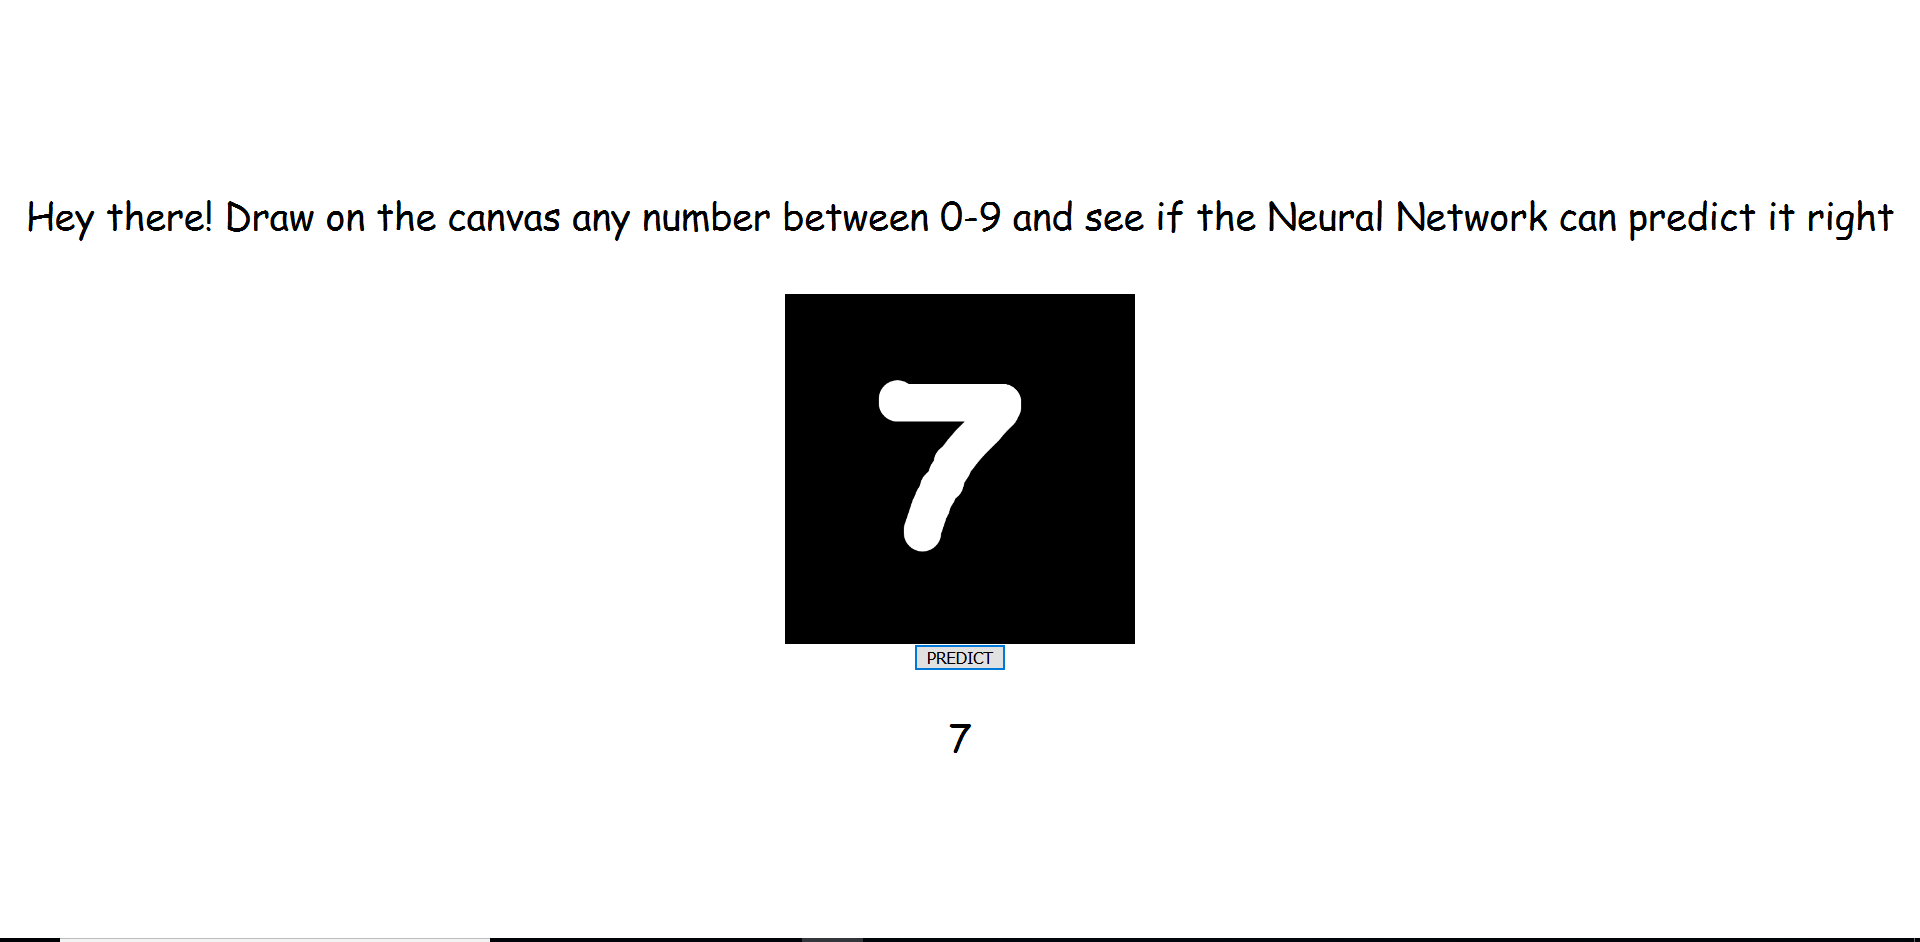 Hey there! Draw on the canvas any number between 0-9 and see if the Neural Network can predict it right
7
PREDICT
7